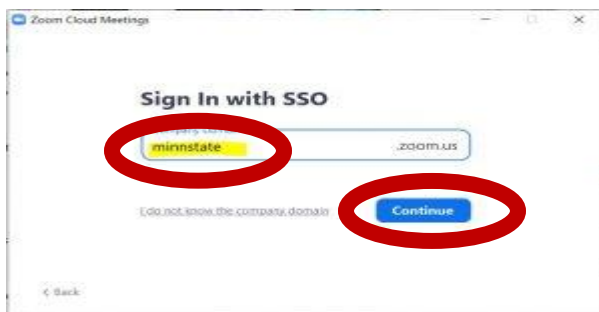 Zoom Cloud Meetings
Sign In with SSO
minnstate .zoom.us
I do not know the company domain
Continue
< Back